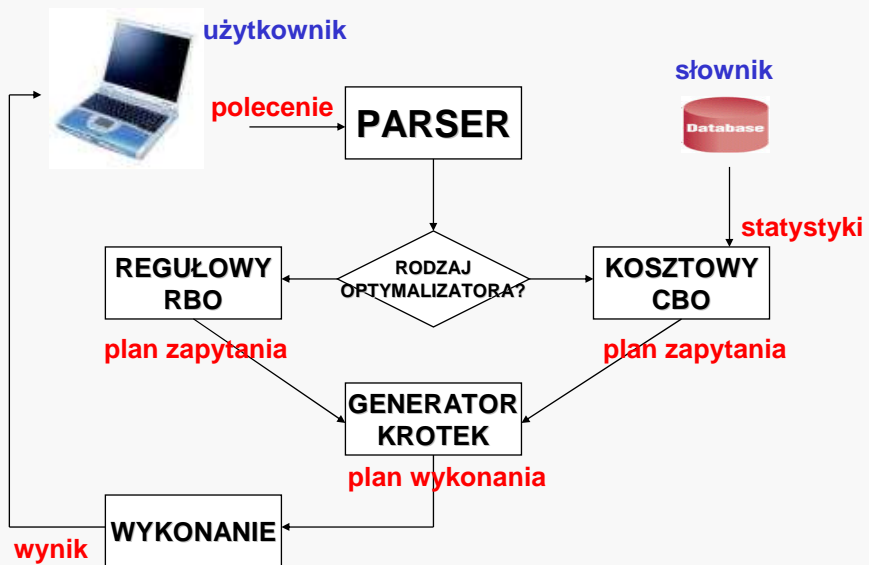 użytkownik
słownik
polecenie
PARSER
Database
statystyki
REGUŁOWY
RBO
RODZAJ
OPTYMALIZATORA?
KOSZTOWY
CBO
plan zapytania
plan zapytania
GENERATOR
KROTEK
plan wykonania
WYKONANIE
wynik